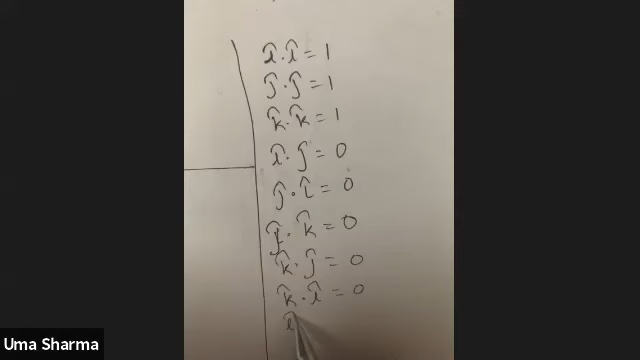 î.î = 1
ĵ.ĵ = 1
k̂.k̂ = 1
î.ĵ = 0
ĵ.î = 0
ĵ.k̂ = 0
k̂.ĵ = 0
k̂.î = 0
î
Uma Sharma